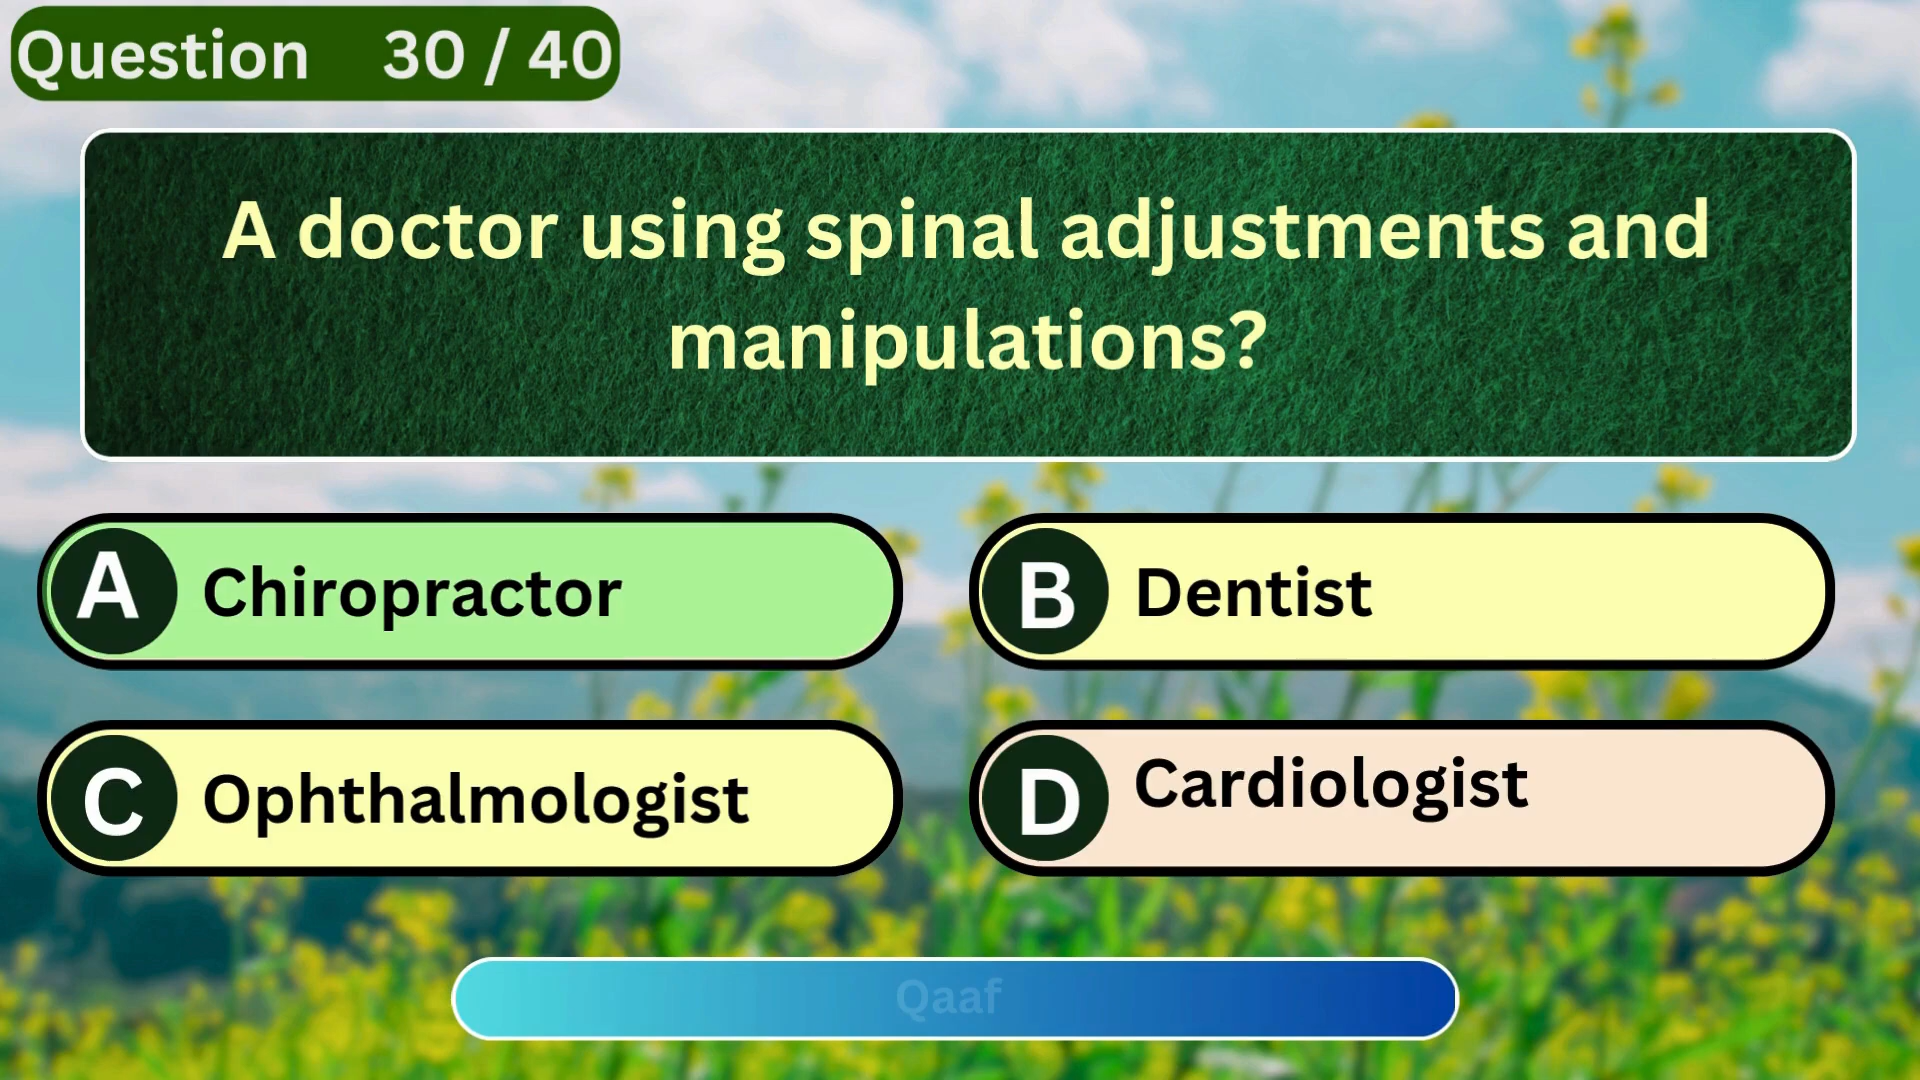 Question 30 / 40
A doctor using spinal adjustments and
manipulations?
A Chiropractor
B Dentist
C Ophthalmologist
D Cardiologist
Qaaf